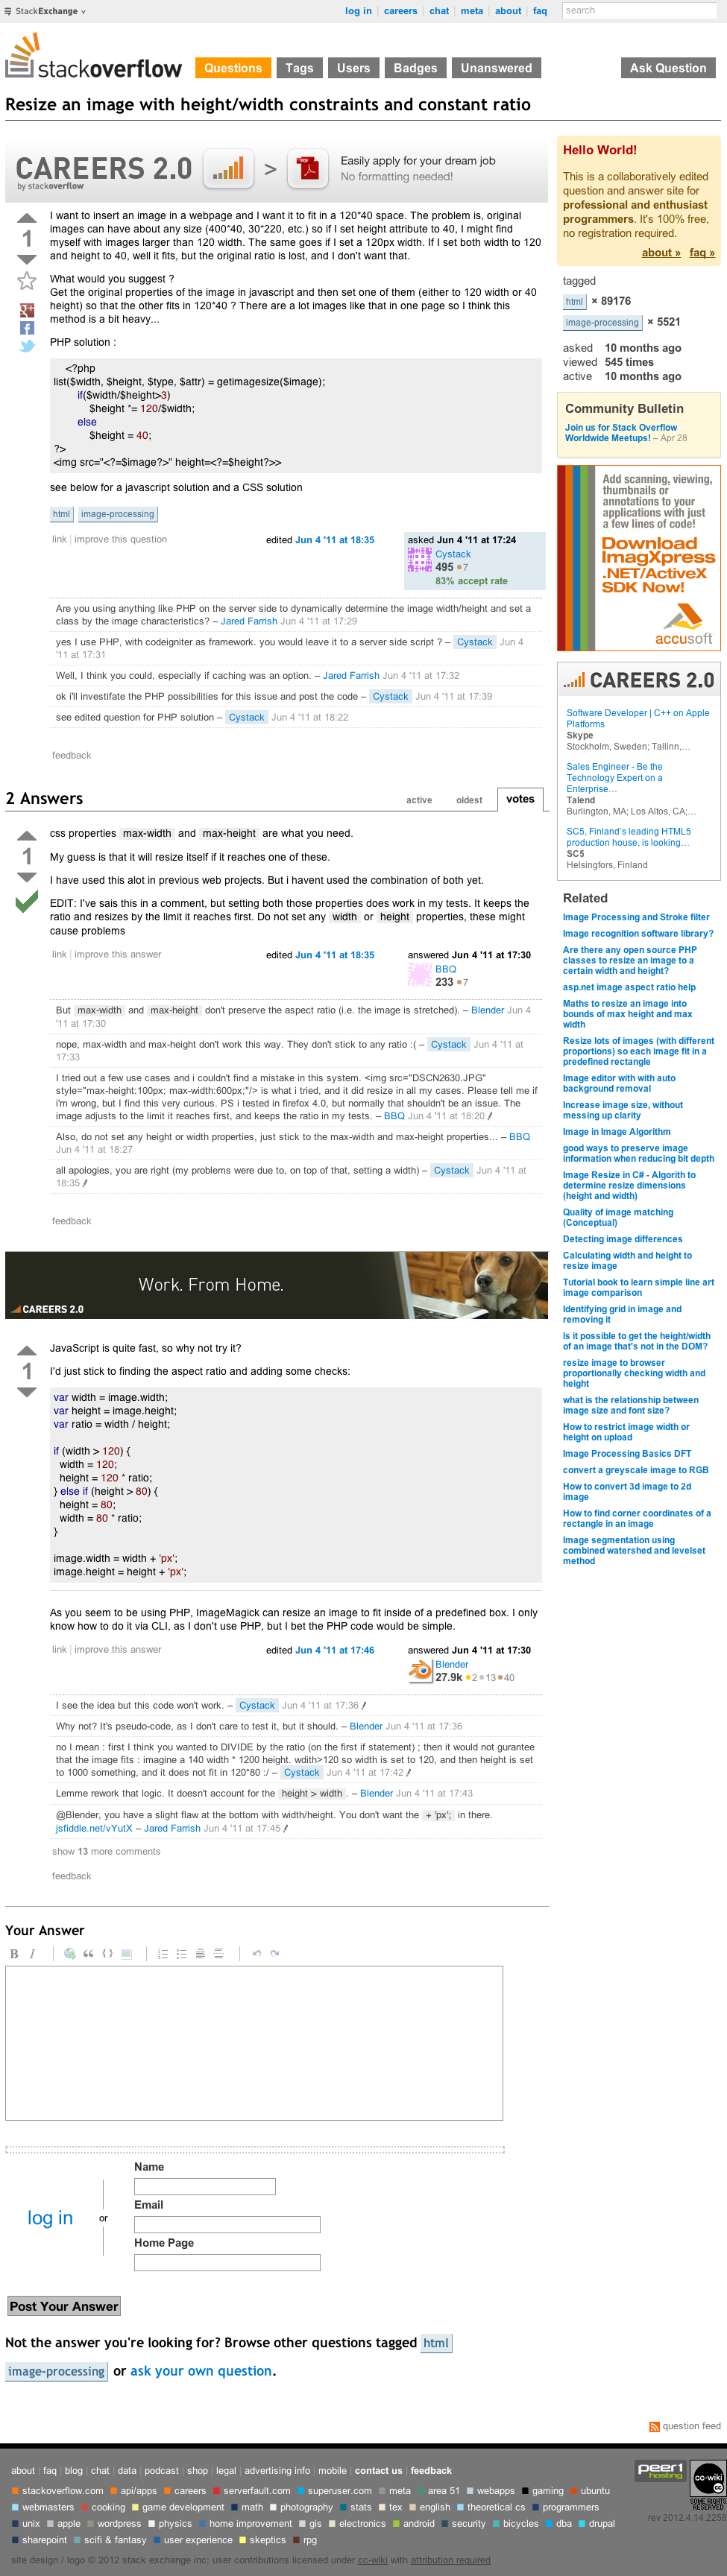 StackExchange
log in | careers | chat | meta | about | faq
search
stackoverflow
Questions
Tags
Users
Badges
Unanswered
Ask Question
Resize an image with height/width constraints and constant ratio
CAREERS 2.0
by stackoverflow
>
Easily apply for your dream job
No formatting needed!
1
I want to insert an image in a webpage and I want it to fit in a 120*40 space. The problem is, original
images can have about any size (400*40, 30*220, etc.) so if I set height attribute to 40, I might find
myself with images larger than 120 width. The same goes if I set a 120px width. If I set both width to 120
and height to 40, well it fits, but the original ratio is lost, and I don't want that.
What would you suggest ?
Get the original properties of the image in javascript and then set one of them (either to 120 width or 40
height) so that the other fits in 120*40 ? There are a lot images like that in one page so I think this
method is a bit heavy...
PHP solution :
<?php
list($width, $height, $type, $attr) = getimagesize($image);
if($width/$height>3)
$height *= 120/$width;
else
$height = 40;
?>
<img src="<?=$image?>" height=<?=$height?>>
see below for a javascript solution and a CSS solution
html image-processing
link | improve this question
edited Jun 4 '11 at 18:35
asked Jun 4 '11 at 17:24
Cystack
495 7
83% accept rate
Are you using anything like PHP on the server side to dynamically determine the image width/height and set a
class by the image characteristics? – Jared Farrish Jun 4 '11 at 17:29
yes I use PHP, with codeigniter as framework. you would leave it to a server side script ? – Cystack Jun 4
'11 at 17:31
Well, I think you could, especially if caching was an option. – Jared Farrish Jun 4 '11 at 17:32
ok i'll investifate the PHP possibilities for this issue and post the code – Cystack Jun 4 '11 at 17:39
see edited question for PHP solution – Cystack Jun 4 '11 at 18:22
feedback
2 Answers
active
oldest
votes
1
css properties max-width and max-height are what you need.
My guess is that it will resize itself if it reaches one of these.
I have used this alot in previous web projects. But i havent used the combination of both yet.
EDIT: I've sais this in a comment, but setting both those properties does work in my tests. It keeps the
ratio and resizes by the limit it reaches first. Do not set any width or height properties, these might
cause problems
link | improve this answer
edited Jun 4 '11 at 18:35
answered Jun 4 '11 at 17:30
BBQ
233 7
But max-width and max-height don't preserve the aspect ratio (i.e. the image is stretched). – Blender Jun 4
'11 at 17:30
nope, max-width and max-height don't work this way. They don't stick to any ratio :( – Cystack Jun 4 '11 at
17:33
I tried out a few use cases and i couldn't find a mistake in this system. <img src="DSCN2630.JPG"
style="max-height:100px; max-width:600px;"/> is what i tried, and it did resize in all my cases. Please tell me if
i'm wrong, but I find this very curious. PS i tested in firefox 4.0, but normally that shouldn't be an issue. The
image adjusts to the limit it reaches first, and keeps the ratio in my tests. – BBQ Jun 4 '11 at 18:20
Also, do not set any height or width properties, just stick to the max-width and max-height properties... – BBQ
Jun 4 '11 at 18:27
all apologies, you are right (my problems were due to, on top of that, setting a width) – Cystack Jun 4 '11 at
18:35
feedback
Work. From Home.
CAREERS 2.0
1
JavaScript is quite fast, so why not try it?
I'd just stick to finding the aspect ratio and adding some checks:
var width = image.width;
var height = image.height;
var ratio = width / height;
if (width > 120) {
width = 120;
height = 120 * ratio;
} else if (height > 80) {
height = 80;
width = 80 * ratio;
}
image.width = width + 'px';
image.height = height + 'px';
As you seem to be using PHP, ImageMagick can resize an image to fit inside of a predefined box. I only
know how to do it via CLI, as I don't use PHP, but I bet the PHP code would be simple.
link | improve this answer
edited Jun 4 '11 at 17:46
answered Jun 4 '11 at 17:30
Blender
27.9k 2 13 40
I see the idea but this code won't work. – Cystack Jun 4 '11 at 17:36
Why not? It's pseudo-code, as I don't care to test it, but it should. – Blender Jun 4 '11 at 17:36
no I mean : first I think you wanted to DIVIDE by the ratio (on the first if statement) ; then it would not gurantee
that the image fits : imagine a 140 width * 1200 height. wdith>120 so width is set to 120, and then height is set
to 1000 something, and it does not fit in 120*80 :/ – Cystack Jun 4 '11 at 17:42
Lemme rework that logic. It doesn't account for the height > width . – Blender Jun 4 '11 at 17:43
@Blender, you have a slight flaw at the bottom with width/height. You don't want the + 'px'; in there.
jsfiddle.net/vYutX – Jared Farrish Jun 4 '11 at 17:45
show 13 more comments
feedback
Your Answer
B I
log in
or
Name
Email
Home Page
Post Your Answer
Not the answer you're looking for? Browse other questions tagged html
image-processing or ask your own question.
Hello World!
This is a collaboratively edited
question and answer site for
professional and enthusiast
programmers. It's 100% free,
no registration required.
about » faq »
tagged
html × 89176
image-processing × 5521
asked 10 months ago
viewed 545 times
active 10 months ago
Community Bulletin
Join us for Stack Overflow
Worldwide Meetups! – Apr 28
Add scanning, viewing,
thumbnails or
annotations to your
applications with just
a few lines of code!
Download
ImagXpress
.NET/ActiveX
SDK Now!
accusoft
CAREERS 2.0
Software Developer | C++ on Apple
Platforms
Skype
Stockholm, Sweden; Tallinn,…
Sales Engineer - Be the
Technology Expert on a
Enterprise…
Talend
Burlington, MA; Los Altos, CA;…
SC5, Finland's leading HTML5
production house, is looking…
SC5
Helsingfors, Finland
Related
Image Processing and Stroke filter
Image recognition software library?
Are there any open source PHP
classes to resize an image to a
certain width and height?
asp.net image aspect ratio help
Maths to resize an image into
bounds of max height and max
width
Resize lots of images (with different
proportions) so each image fit in a
predefined rectangle
Image editor with with auto
background removal
Increase image size, without
messing up clarity
Image in Image Algorithm
good ways to preserve image
information when reducing bit depth
Image Resize in C# - Algorith to
determine resize dimensions
(height and width)
Quality of image matching
(Conceptual)
Detecting image differences
Calculating width and height to
resize image
Tutorial book to learn simple line art
image comparison
Identifying grid in image and
removing it
Is it possible to get the height/width
of an image that's not in the DOM?
resize image to browser
proportionally checking width and
height
what is the relationship between
image size and font size?
How to restrict image width or
height on upload
Image Processing Basics DFT
convert a greyscale image to RGB
How to convert 3d image to 2d
image
How to find corner coordinates of a
rectangle in an image
Image segmentation using
combined watershed and levelset
method
question feed
about | faq | blog | chat | data | podcast | shop | legal | advertising info | mobile | contact us | feedback
stackoverflow.com api/apps careers serverfault.com superuser.com meta area 51 webapps gaming ubuntu
webmasters cooking game development math photography stats tex english theoretical cs programmers
unix apple wordpress physics home improvement gis electronics android security bicycles dba drupal
sharepoint scifi & fantasy user experience skeptics rpg
site design / logo © 2012 stack exchange inc; user contributions licensed under cc-wiki with attribution required
peer1
hosting
cc-wiki
SOME RIGHTS
RESERVED
rev 2012.4.14.2256